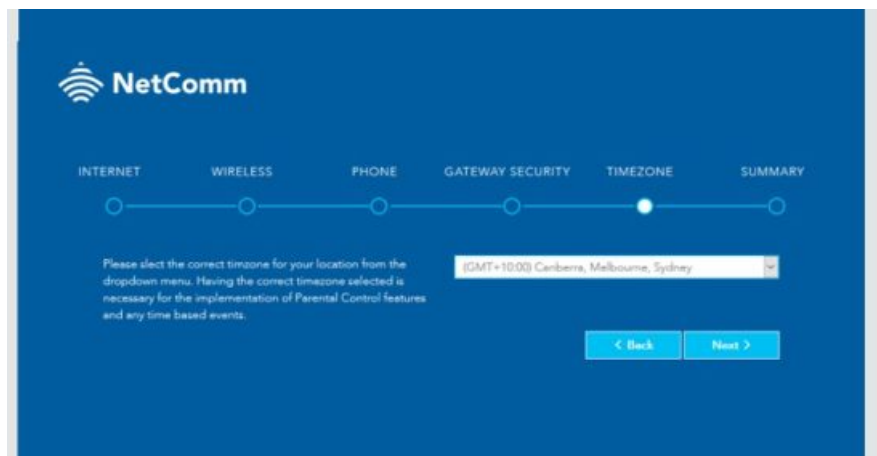 NetComm
INTERNET WIRELESS PHONE GATEWAY SECURITY TIMEZONE SUMMARY
Please slect the correct timzone for your location from the
dropdown menu. Having the correct timezone selected is
necessary for the implementation of Parental Control features
and any time based events.
(GMT+10:00) Canberra, Melbourne, Sydney
< Back Next >